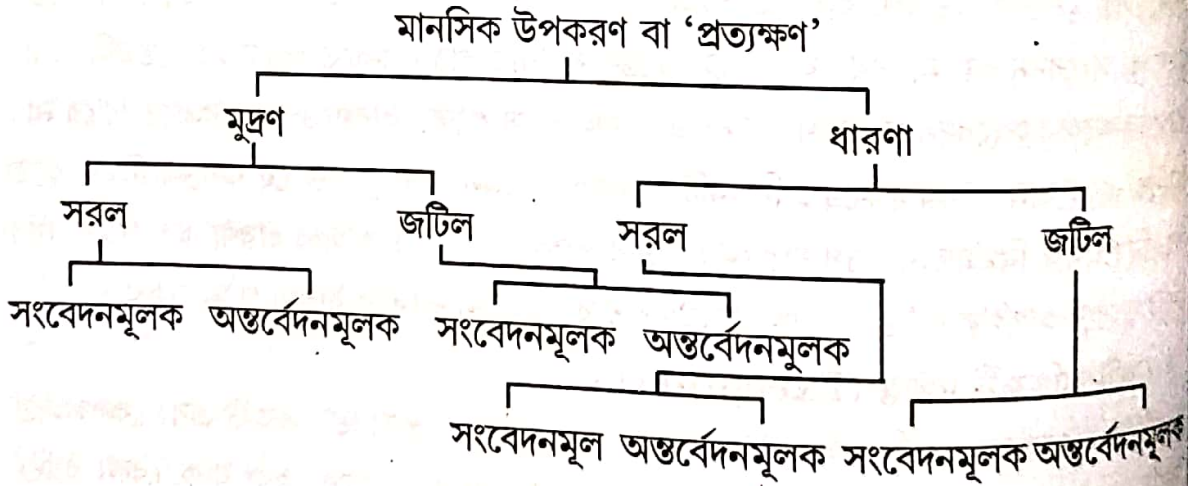 মানসিক উপকরণ বা ‘প্রত্যক্ষণ’
মুদ্রণ ধারণা
সরল জটিল সরল জটিল
সংবেদনমূলক অন্তর্বেদনমূলক সংবেদনমূলক অন্তর্বেদনমুলক
সংবেদনমূল অন্তর্বেদনমূলক সংবেদনমূলক অন্তর্বেদনমূলক